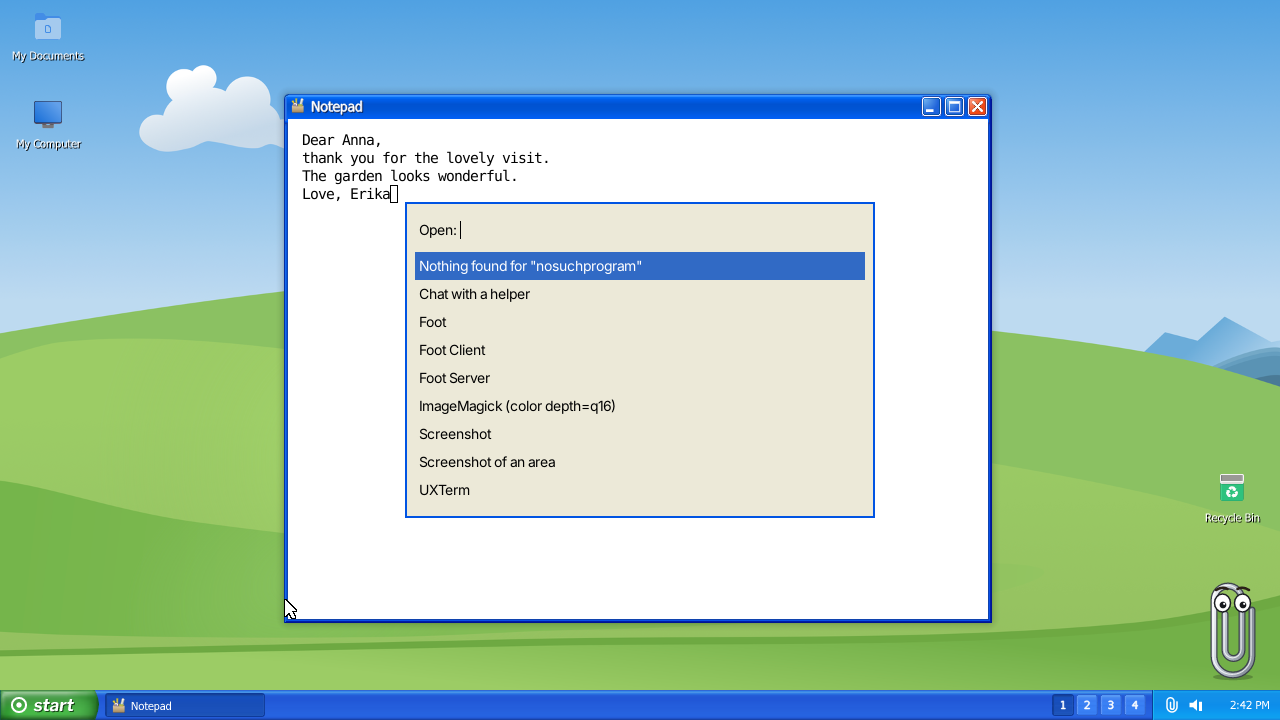 My Documents
My Computer
Notepad
Dear Anna,
thank you for the lovely visit.
The garden looks wonderful.
Love, Erika
Open:
Nothing found for "nosuchprogram"
Chat with a helper
Foot
Foot Client
Foot Server
ImageMagick (color depth=q16)
Screenshot
Screenshot of an area
UXTerm
Recycle Bin
start
Notepad
1 2 3 4
2:42 PM